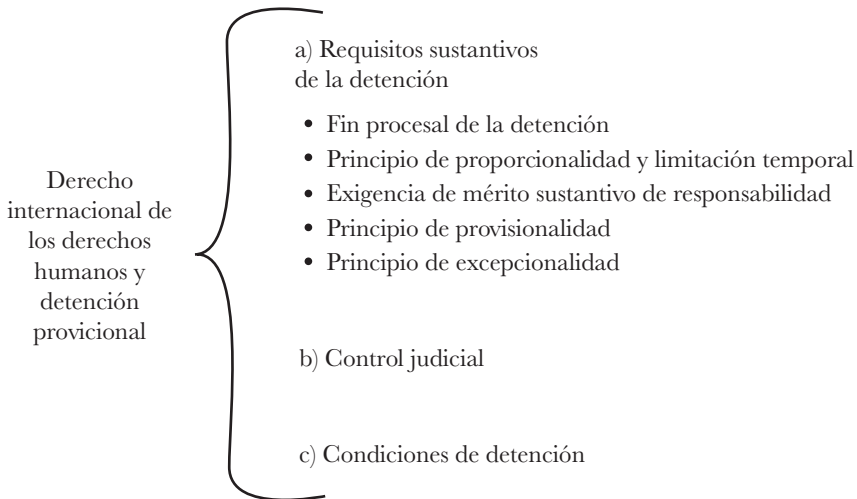 Derecho
internacional de
los derechos
humanos y
detención
provicional
a) Requisitos sustantivos
de la detención
• Fin procesal de la detención
• Principio de proporcionalidad y limitación temporal
• Exigencia de mérito sustantivo de responsabilidad
• Principio de provisionalidad
• Principio de excepcionalidad
b) Control judicial
c) Condiciones de detención